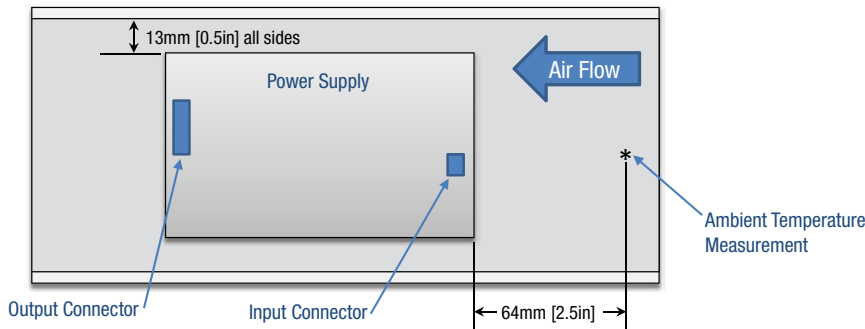 13mm [0.5in] all sides
Power Supply
Air Flow
*
Ambient Temperature
Measurement
Output Connector
Input Connector
64mm [2.5in]